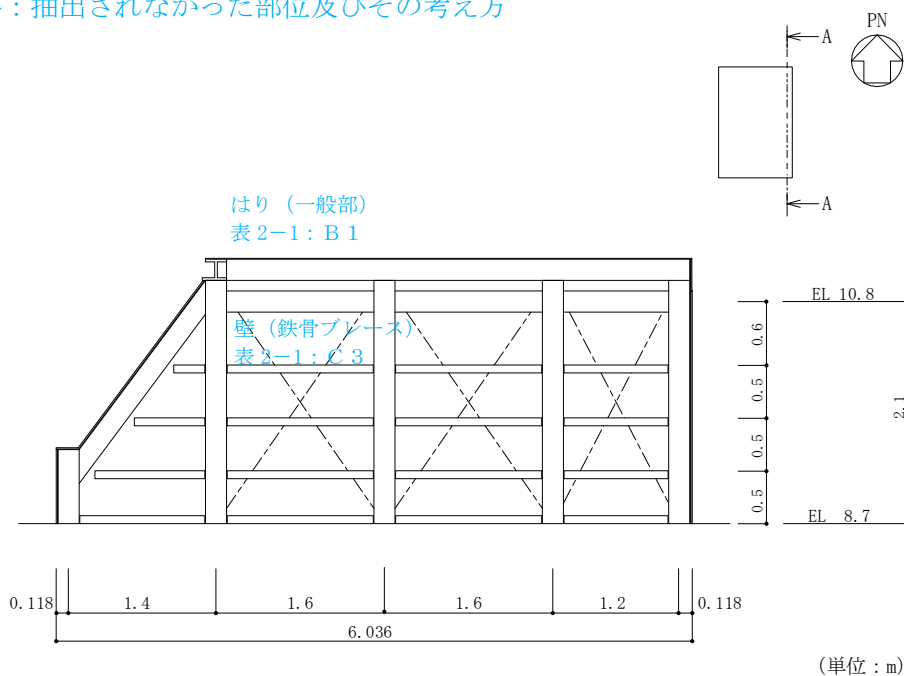 ：抽出されなかった部位及びその考え方
PN
A
A
はり（一般部）
表 2－1：B 1
EL 10.8
壁（鉄骨ブレース）
表 2－1：C 3
0.6
0.5
2.1
0.5
0.5
EL 8.7
0.118
1.4
1.6
1.6
1.2
0.118
6.036
（単位：m）